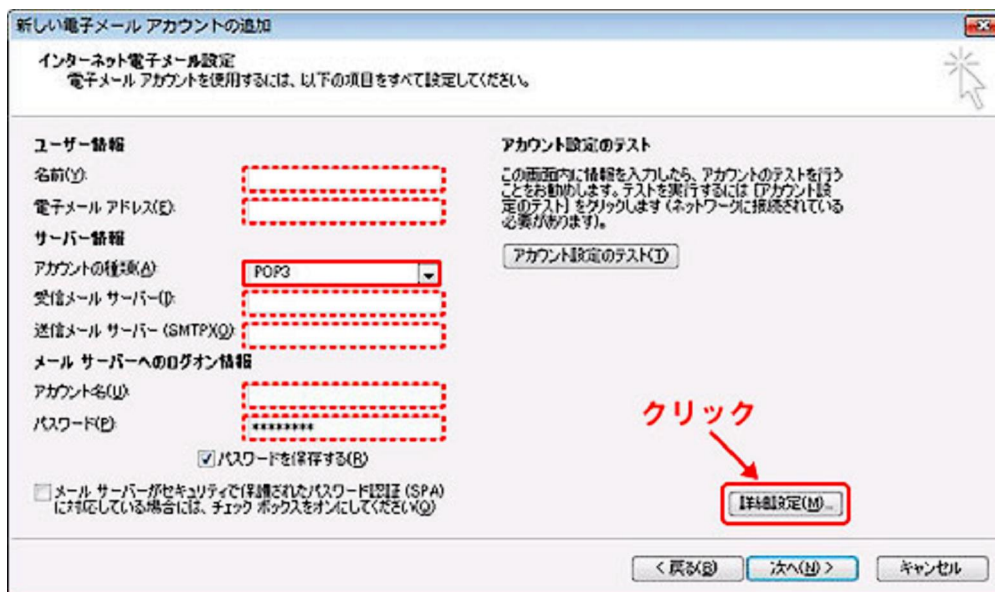 新しい電子メール アカウントの追加
インターネット電子メール設定
電子メール アカウントを使用するには、以下の項目をすべて設定してください。
ユーザー情報
名前(Y):
電子メール アドレス(E):
サーバー情報
アカウントの種類(A):
POP3
受信メール サーバー(I):
送信メール サーバー (SMTP)(O):
メール サーバーへのログオン情報
アカウント名(U):
パスワード(P):
********
パスワードを保存する(R)
メール サーバーがセキュリティで保護されたパスワード認証 (SPA)
に対応している場合には、チェック ボックスをオンにしてください(Q)
アカウント設定のテスト
この画面内に情報を入力したら、アカウントのテストを行う
ことをお勧めします。テストを実行するには [アカウント設
定のテスト] をクリックします (ネットワークに接続されている
必要があります)。
アカウント設定のテスト(T)
クリック
詳細設定(M)...
< 戻る(B)
次へ(N) >
キャンセル